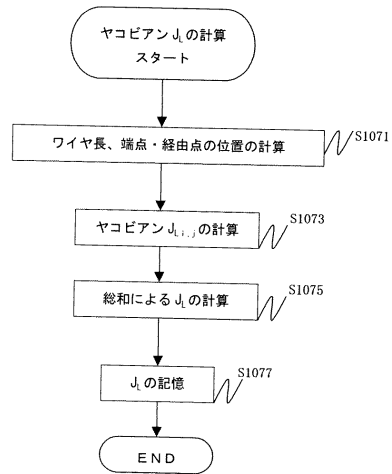 ヤコビアン JLの計算
スタート
ワイヤ長、端点・経由点の位置の計算
S1071
ヤコビアン JLi,jの計算
S1073
総和による JLの計算
S1075
JLの記憶
S1077
END